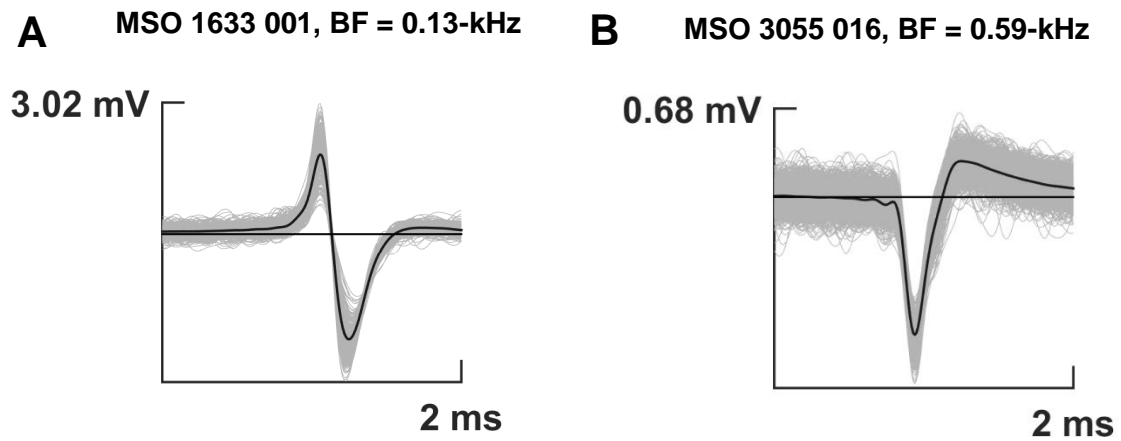 A
MSO 1633 001, BF = 0.13-kHz
3.02 mV
2 ms
B
MSO 3055 016, BF = 0.59-kHz
0.68 mV
2 ms